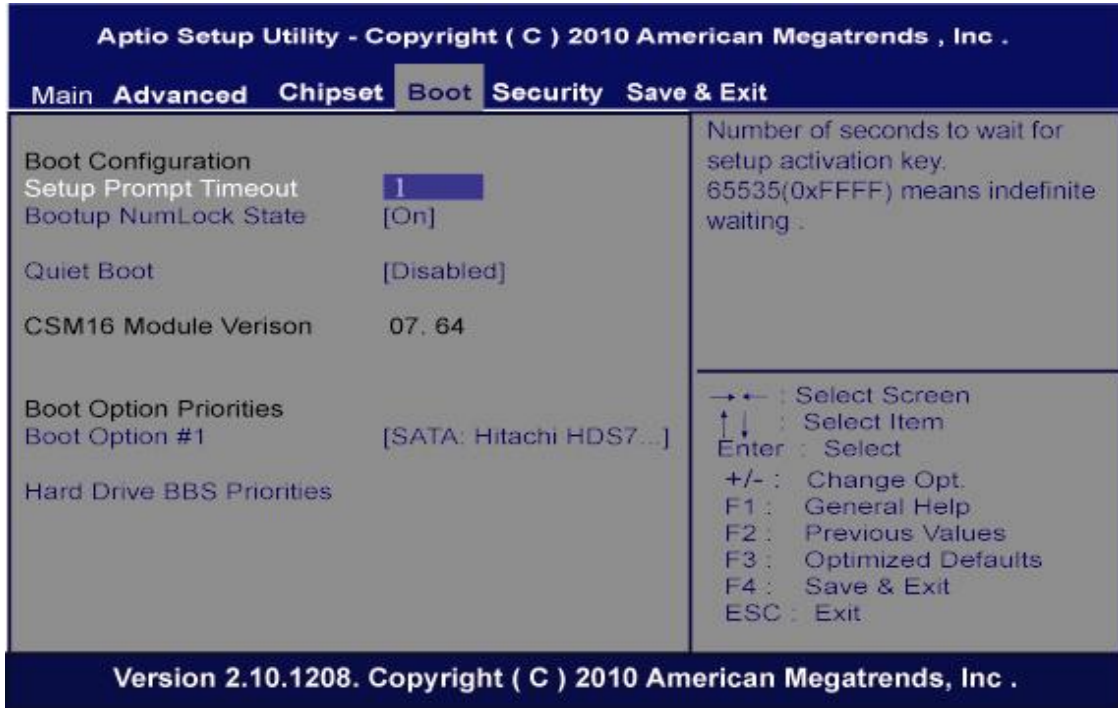 Aptio Setup Utility - Copyright ( C ) 2010 American Megatrends , Inc .
Main Advanced Chipset Boot Security Save & Exit
Boot Configuration
Setup Prompt Timeout 1
Bootup NumLock State [On]
Quiet Boot [Disabled]
CSM16 Module Verison 07. 64
Boot Option Priorities
Boot Option #1 [SATA: Hitachi HDS7...]
Hard Drive BBS Priorities
Number of seconds to wait for
setup activation key.
65535(0xFFFF) means indefinite
waiting .
→ ← : Select Screen
↑ ↓ : Select Item
Enter : Select
+/- : Change Opt.
F1 : General Help
F2 : Previous Values
F3 : Optimized Defaults
F4 : Save & Exit
ESC : Exit
Version 2.10.1208. Copyright ( C ) 2010 American Megatrends, Inc .